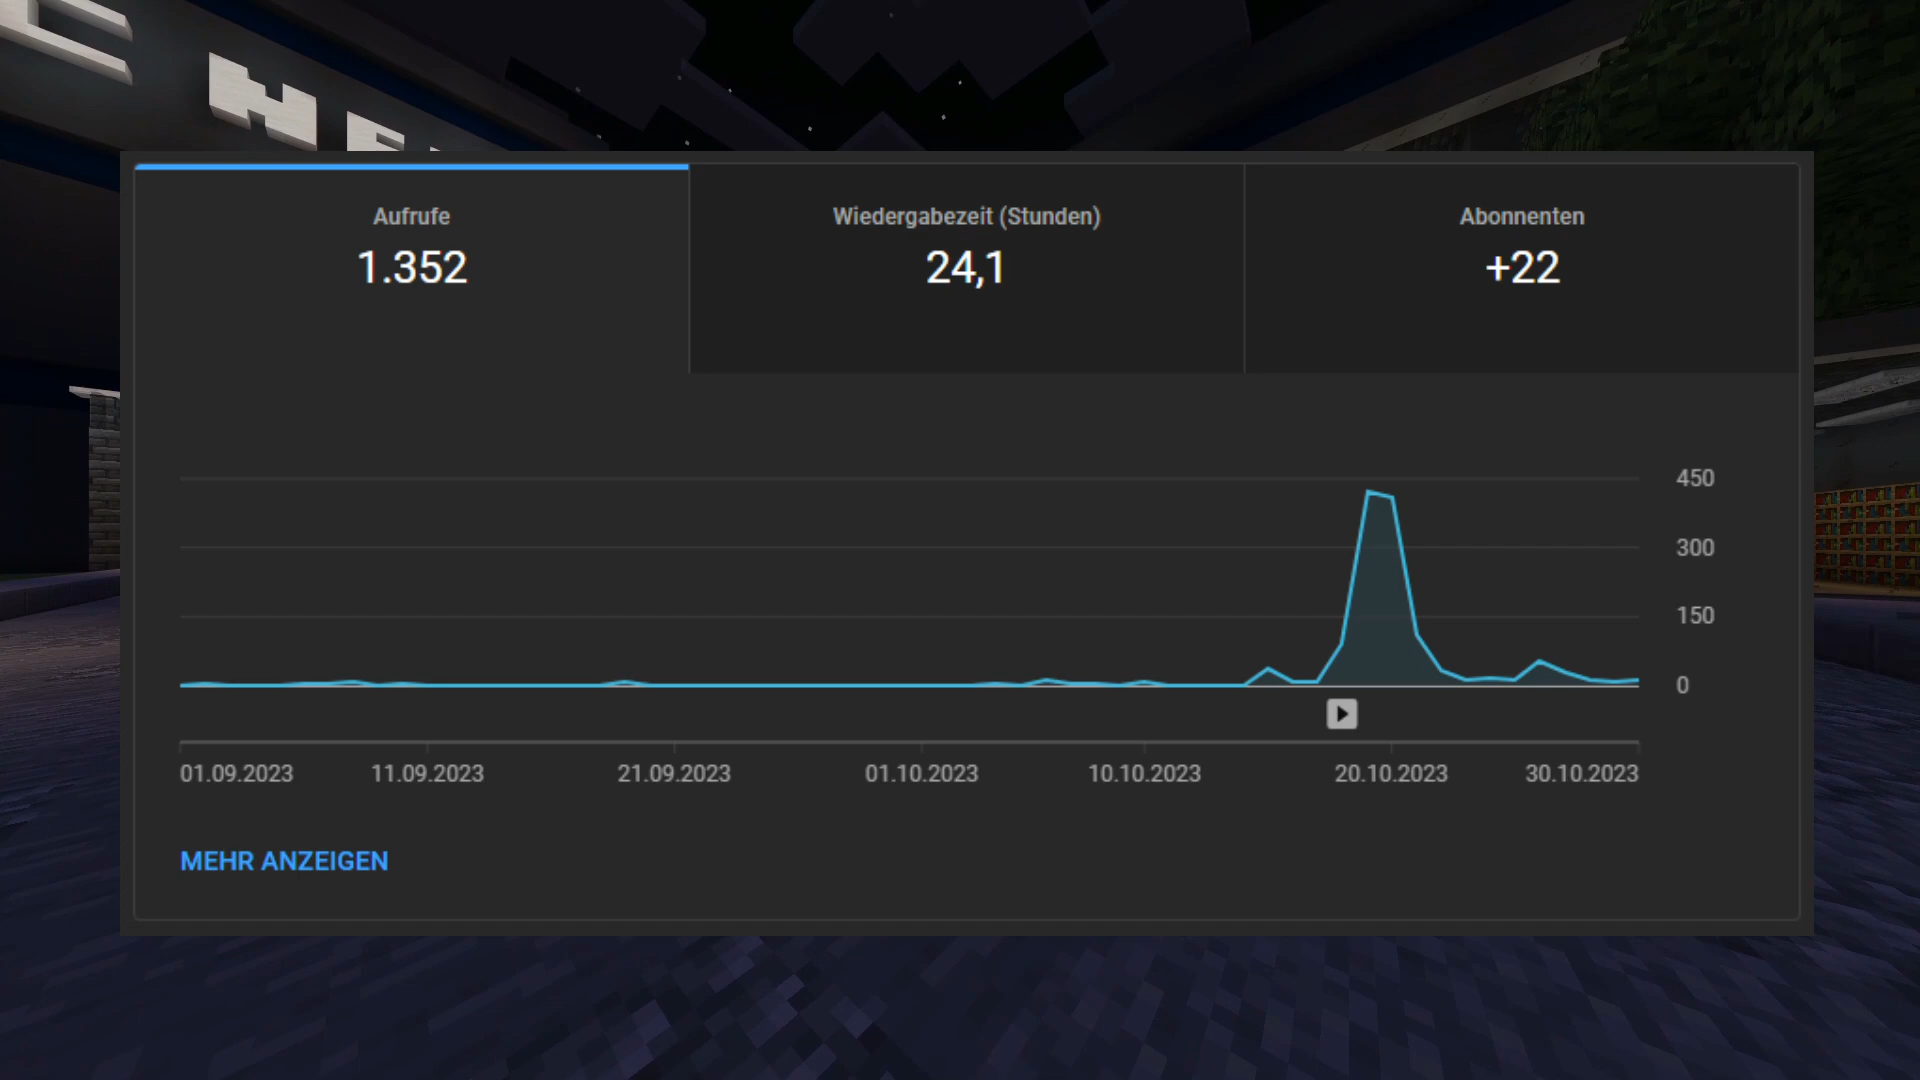 Aufrufe
1.352
Wiedergabezeit (Stunden)
24,1
Abonnenten
+22
450
300
150
0
01.09.2023 11.09.2023 21.09.2023 01.10.2023 10.10.2023 20.10.2023 30.10.2023
MEHR ANZEIGEN